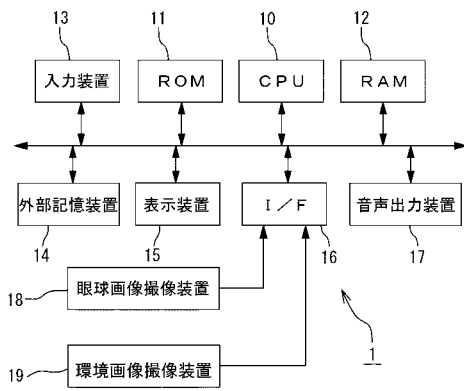 13
11
10
12
入力装置
ROM
CPU
RAM
外部記憶装置
表示装置
I/F
音声出力装置
14
15
16
17
18
眼球画像撮像装置
19
環境画像撮像装置
1